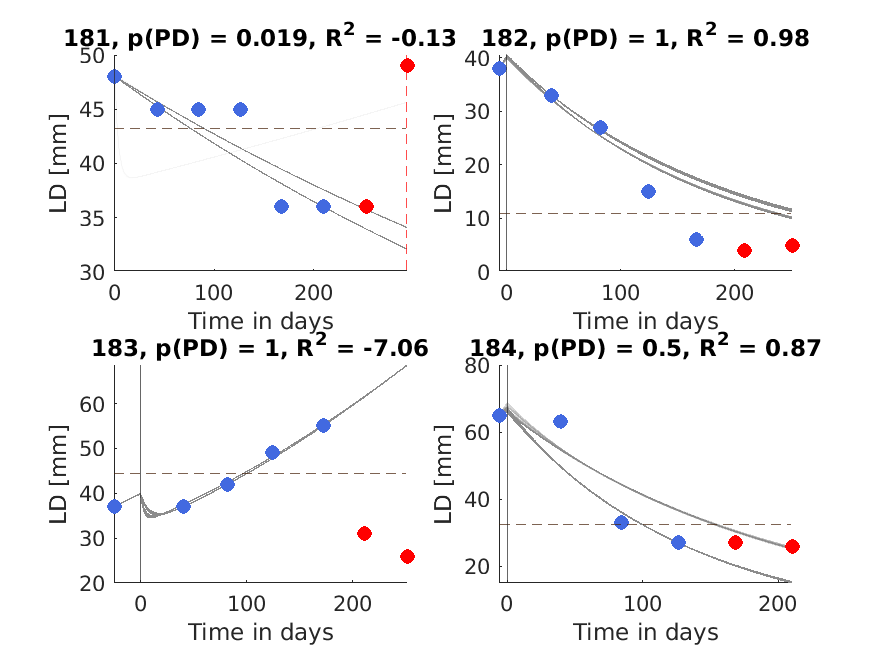 181, p(PD) = 0.019, R² = -0.13
50
45
40
35
30
LD [mm]
0 100 200
Time in days
182, p(PD) = 1, R² = 0.98
40
30
20
10
0
LD [mm]
0 100 200
Time in days
183, p(PD) = 1, R² = -7.06
60
50
40
30
20
LD [mm]
0 100 200
Time in days
184, p(PD) = 0.5, R² = 0.87
80
60
40
20
LD [mm]
0 100 200
Time in days